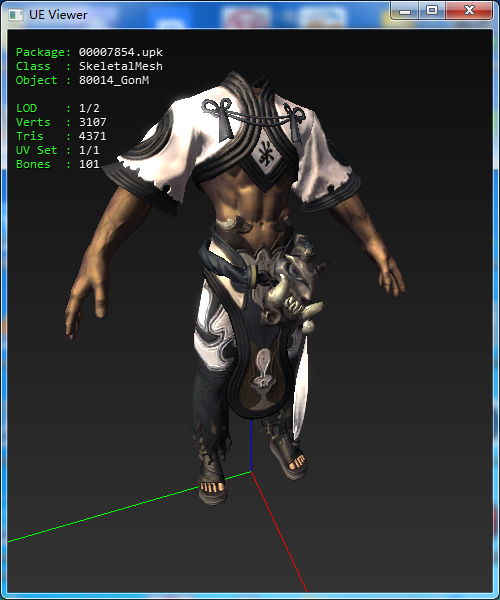 UE Viewer
Package: 00007854.upk
Class : SkeletalMesh
Object : 80014_GonM
LOD : 1/2
Verts : 3107
Tris : 4371
UV Set : 1/1
Bones : 101